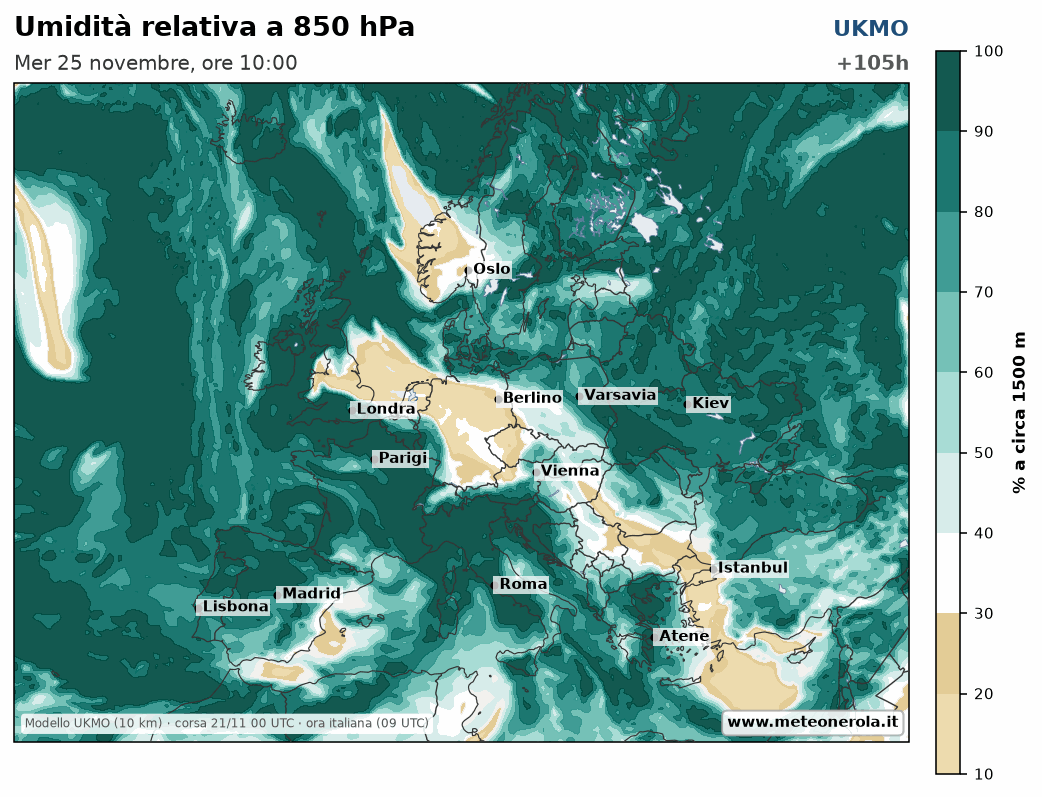 Umidità relativa a 850 hPa
UKMO
Mer 25 novembre, ore 10:00
+105h
100
90
80
70
60
50
40
30
20
10
% a circa 1500 m
Oslo
Berlino
Varsavia
Kiev
Londra
Parigi
Vienna
Istanbul
Roma
Madrid
Lisbona
Atene
Modello UKMO (10 km) · corsa 21/11 00 UTC · ora italiana (09 UTC)
www.meteonerola.it